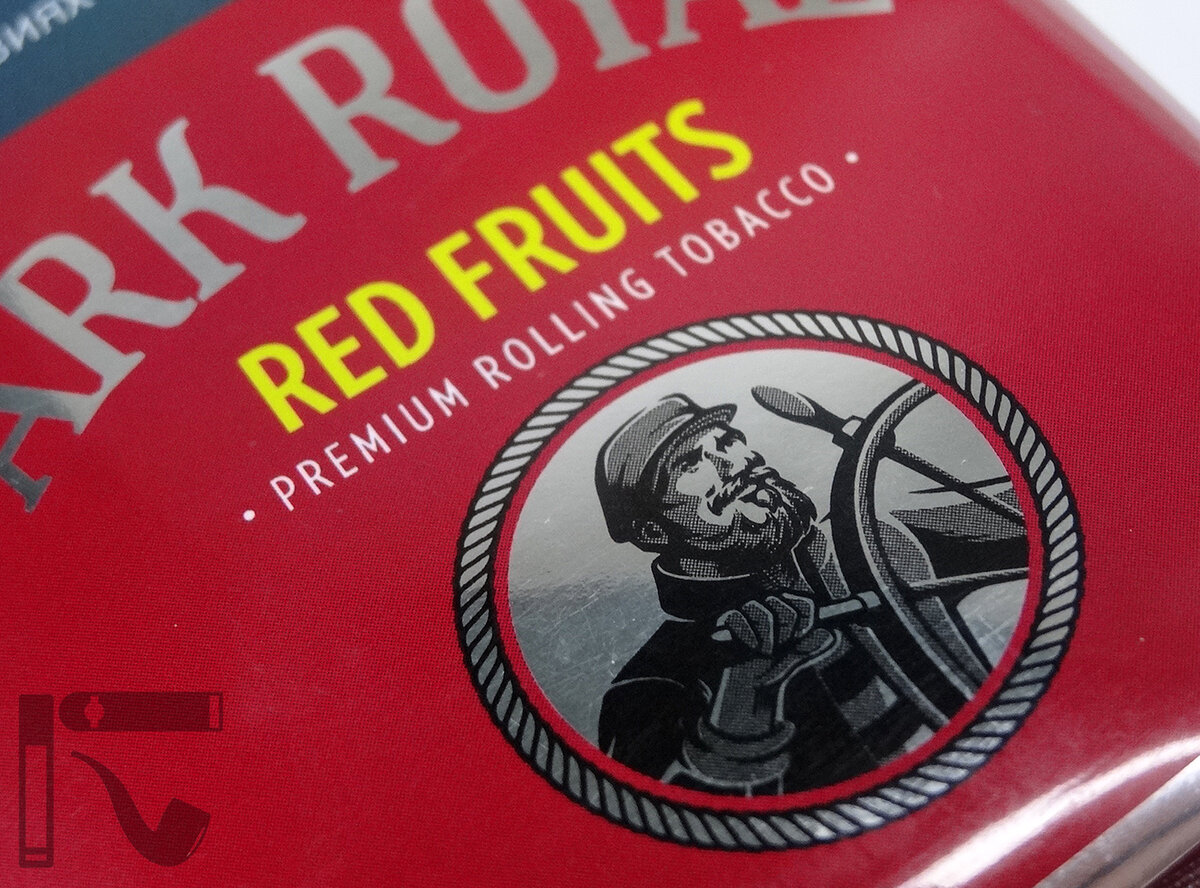 ARK ROYAL
RED FRUITS
• PREMIUM ROLLING TOBACCO •